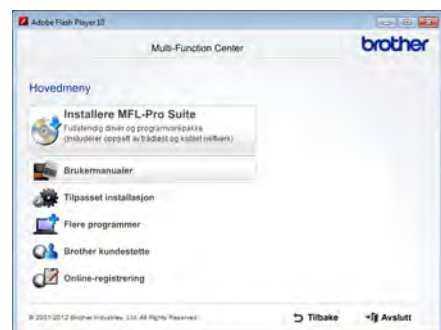 Adobe Flash Player 10
Multi-Function Center
brother
Hovedmeny
Installere MFL-Pro Suite
Fullstendig driver og programvarepakke
(inkluderer oppsett av trådløst og kablet nettverk)
Brukermanualer
Tilpasset installasjon
Flere programmer
Brother kundestøtte
Online-registrering
© 2001-2012 Brother Industries, Ltd. All Rights Reserved.
Tilbake
Avslutt